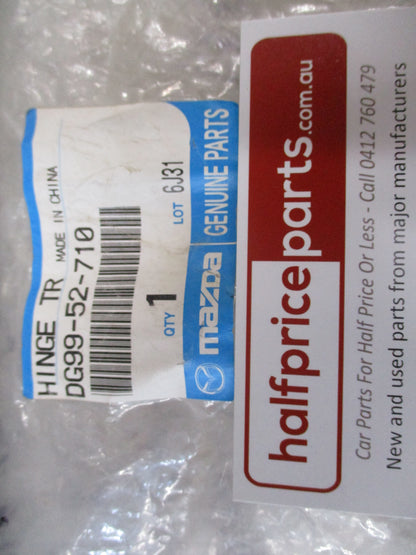 HINGE TR MADE IN CHINA
DG99-52-710
QTY 1 LOT 6J31
mazda GENUINE PARTS
halfpriceparts.com.au
Car Parts For Half Price Or Less - Call 0412 760 479
New and used parts from major manufacturers